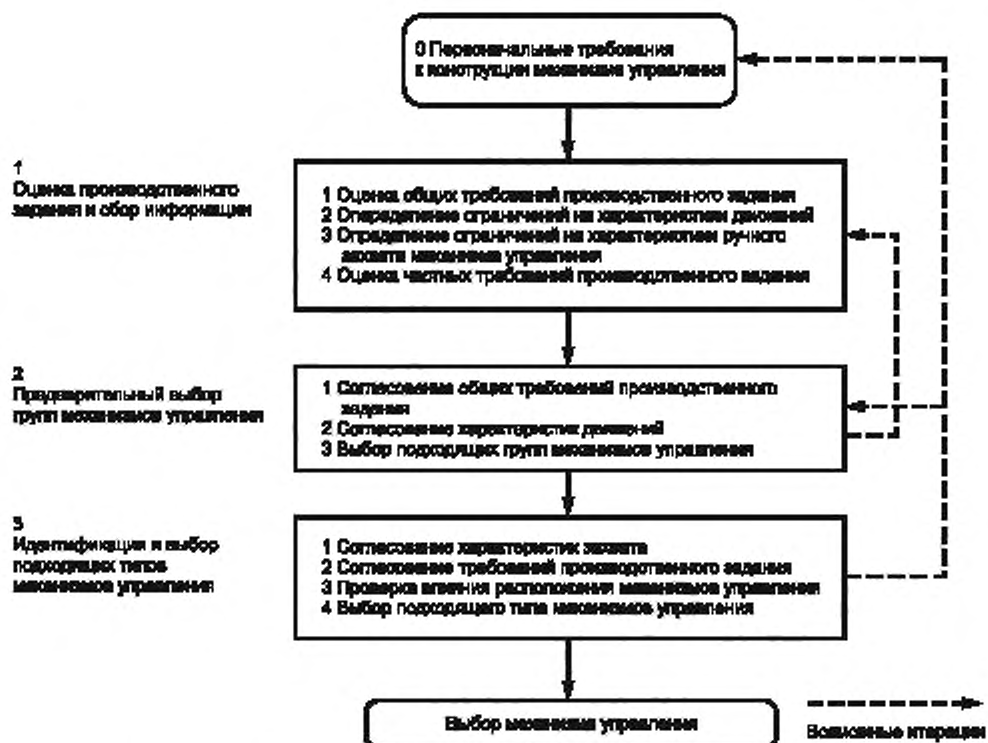 0 Первоначальные требования
к конструкции механизма управления
1
Оценка производственного
задания и сбор информации
1 Оценка общих требований производственного задания
2 Определение ограничений на характеристики движений
3 Определение ограничений на характеристики ручного
захвата механизма управления
4 Оценка частных требований производственного задания
2
Предварительный выбор
групп механизмов управления
1 Согласование общих требований производственного
задания
2 Согласование характеристик движений
3 Выбор подходящих групп механизмов управления
3
Идентификация и выбор
подходящих типов
механизмов управления
1 Согласование характеристик захвата
2 Согласование требований производственного задания
3 Проверка влияния расположения механизмов управления
4 Выбор подходящего типа механизмов управления
Выбор механизма управления
Возможные итерации